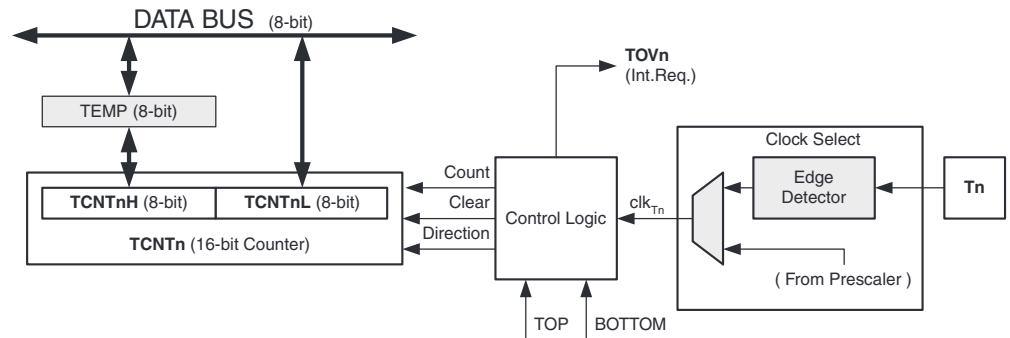 DATA BUS (8-bit)
TOVn
(Int.Req.)
TEMP (8-bit)
Clock Select
Count
Edge
Detector
Tn
TCNTnH (8-bit) TCNTnL (8-bit)
Clear
Control Logic
clkTn
TCNTn (16-bit Counter)
Direction
( From Prescaler )
TOP
BOTTOM